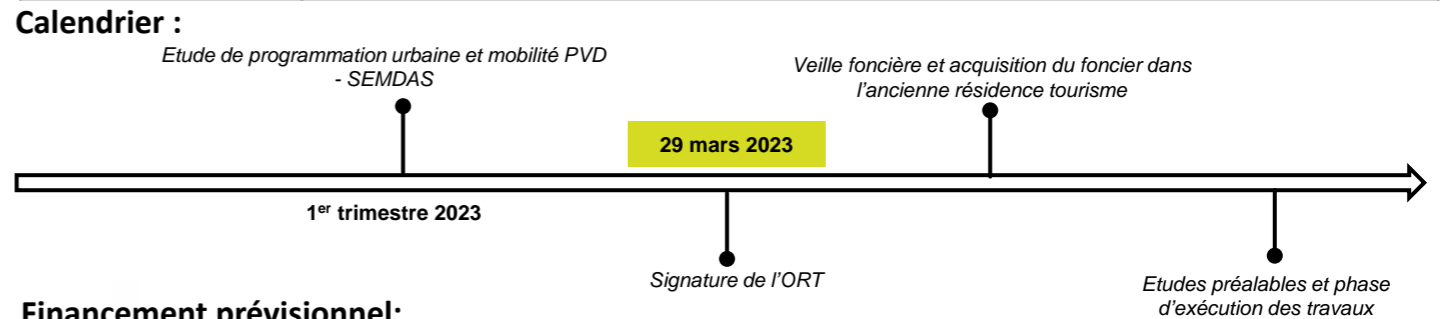 Calendrier :
Etude de programmation urbaine et mobilité PVD
- SEMDAS
Veille foncière et acquisition du foncier dans
l'ancienne résidence tourisme
29 mars 2023
1er trimestre 2023
Signature de l'ORT
Etudes préalables et phase
d'exécution des travaux
Financement prévisionnel: